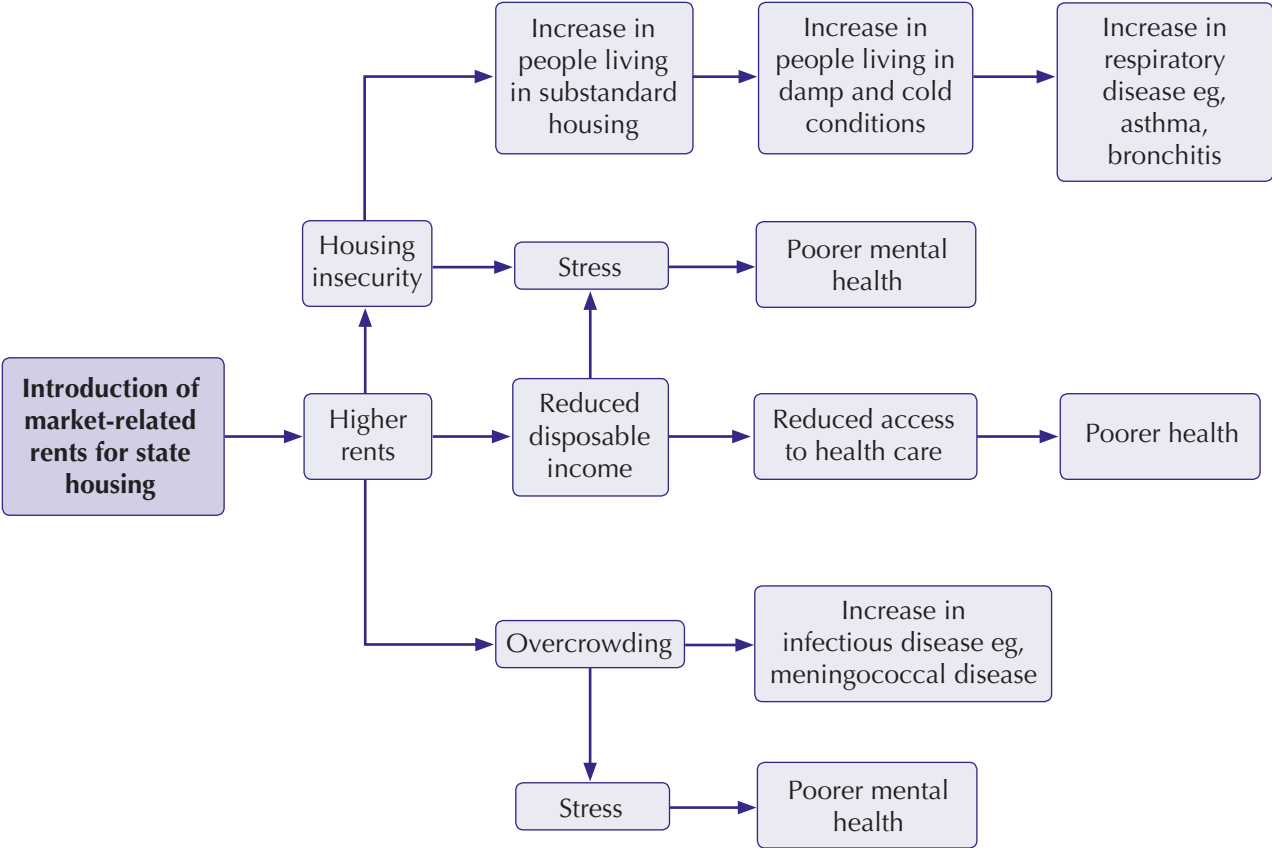 Increase in
people living
in substandard
housing
Increase in
people living in
damp and cold
conditions
Increase in
respiratory
disease eg,
asthma,
bronchitis
Housing
insecurity
Stress
Poorer mental
health
Introduction of
market-related
rents for state
housing
Higher
rents
Reduced
disposable
income
Reduced access
to health care
Poorer health
Overcrowding
Increase in
infectious disease eg,
meningococcal disease
Stress
Poorer mental
health